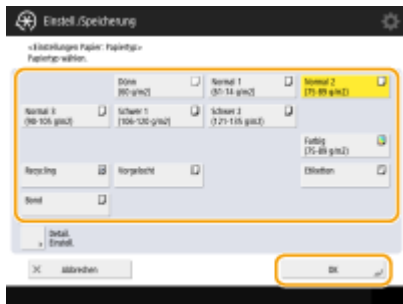 Einstell./Speicherung
<Einstellungen Papier: Papiertyp>
Papiertyp wählen.
Dünn
(60 g/m2)
Normal 1
(61-74 g/m2)
Normal 2
(75-89 g/m2)
Normal 3
(90-105 g/m2)
Schwer 1
(106-120 g/m2)
Schwer 2
(121-135 g/m2)
Farbig
(75-89 g/m2)
Recycling
Vorgelocht
Etiketten
Bond
Detail.
Einstell.
Abbrechen
OK